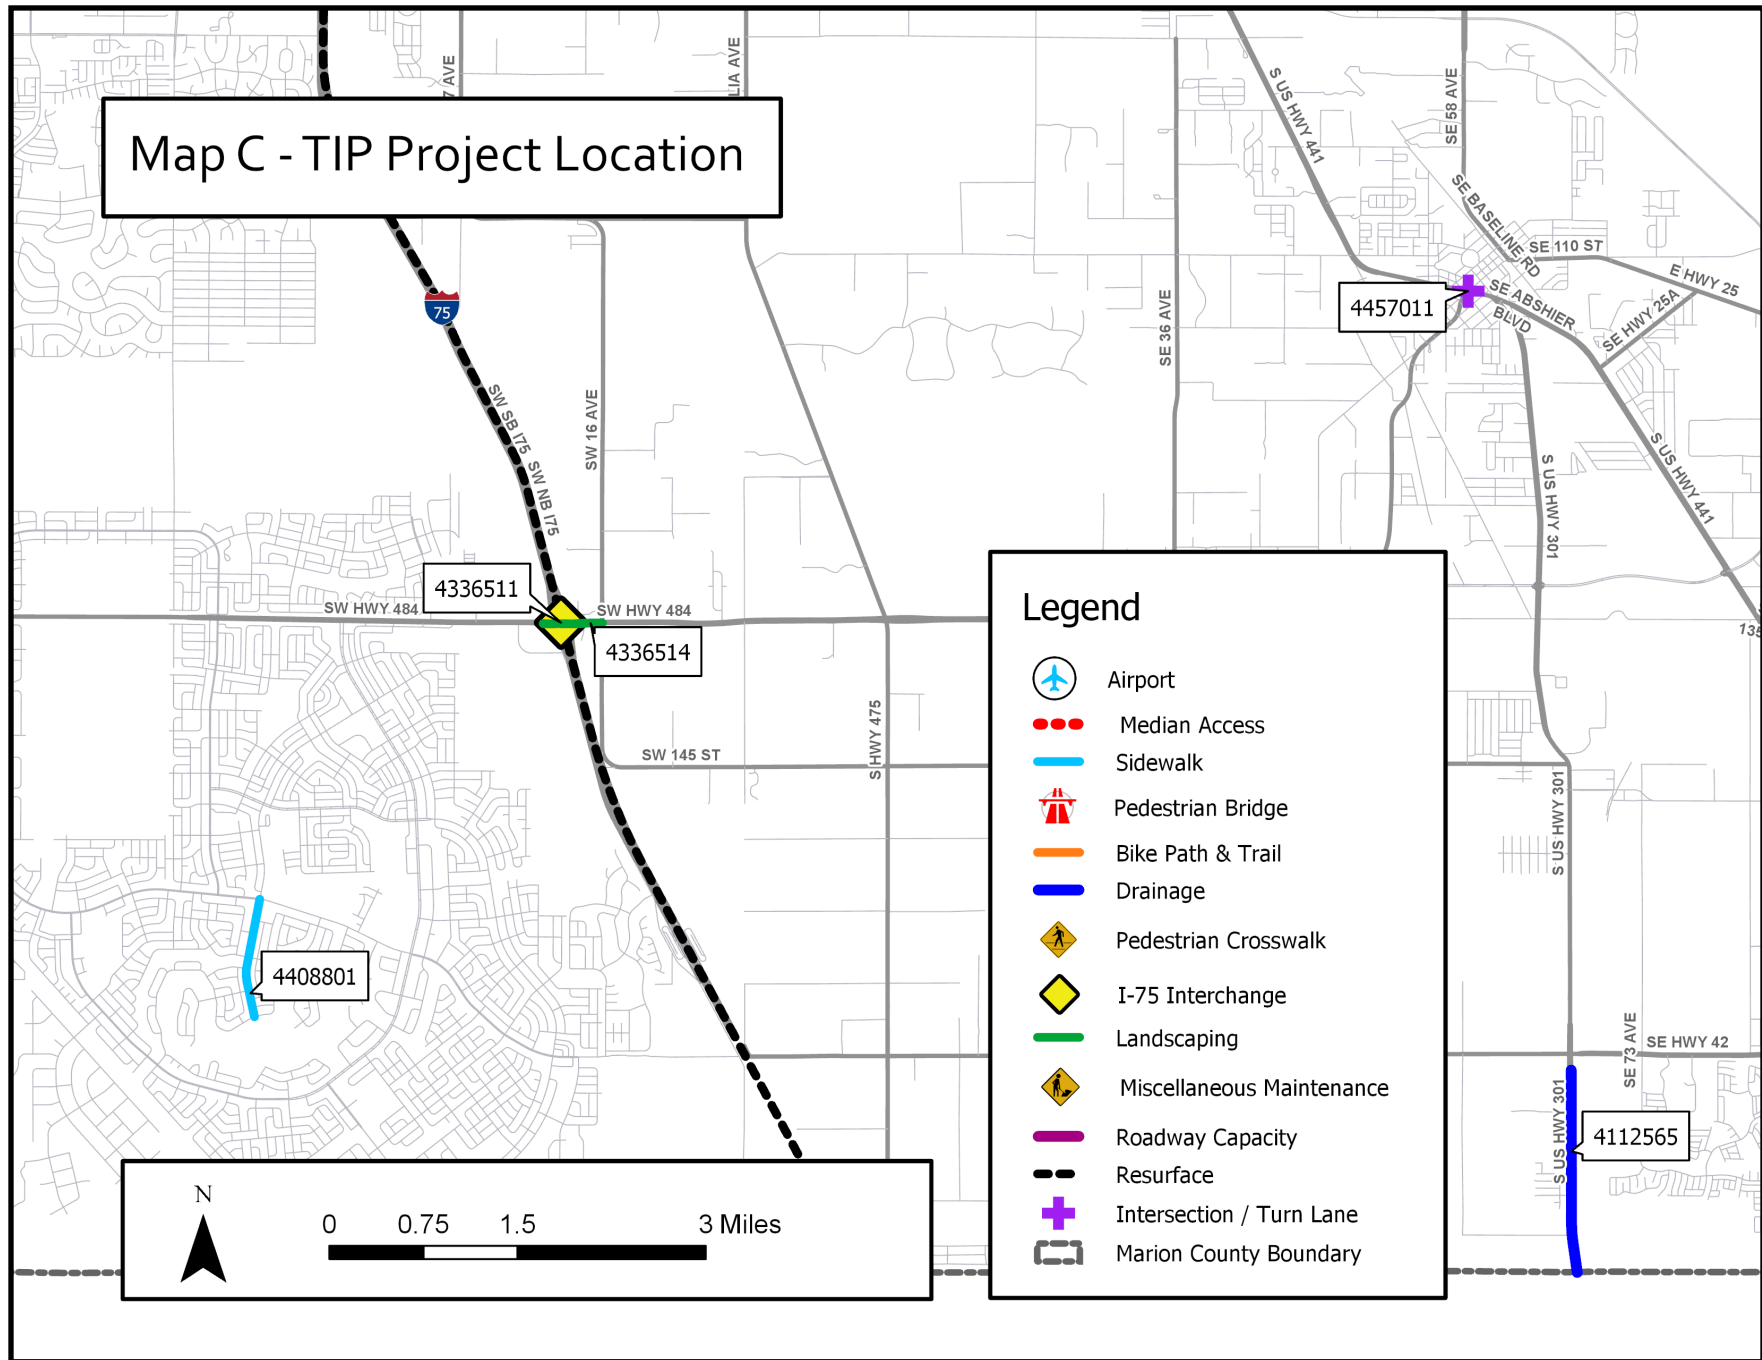 7 AVE
LIA AVE
S US HWY 441
SE 58 AVE
Map C - TIP Project Location
SE BASELINE RD
SE 110 ST
E HWY 25
SE HWY 25A
SE ABSHIER
BLVD
4457011
75
SE 36 AVE
SW SB I75
SW NB I75
SW 16 AVE
S US HWY 441
S US HWY 301
4336511
SW HWY 484
SW HWY 484
4336514
135
SW 145 ST
S HWY 475
S US HWY 301
4408801
SE 73 AVE
SE HWY 42
S US HWY 301
4112565
Legend
Airport
Median Access
Sidewalk
Pedestrian Bridge
Bike Path & Trail
Drainage
Pedestrian Crosswalk
I-75 Interchange
Landscaping
Miscellaneous Maintenance
Roadway Capacity
Resurface
Intersection / Turn Lane
Marion County Boundary
N
0 0.75 1.5 3 Miles